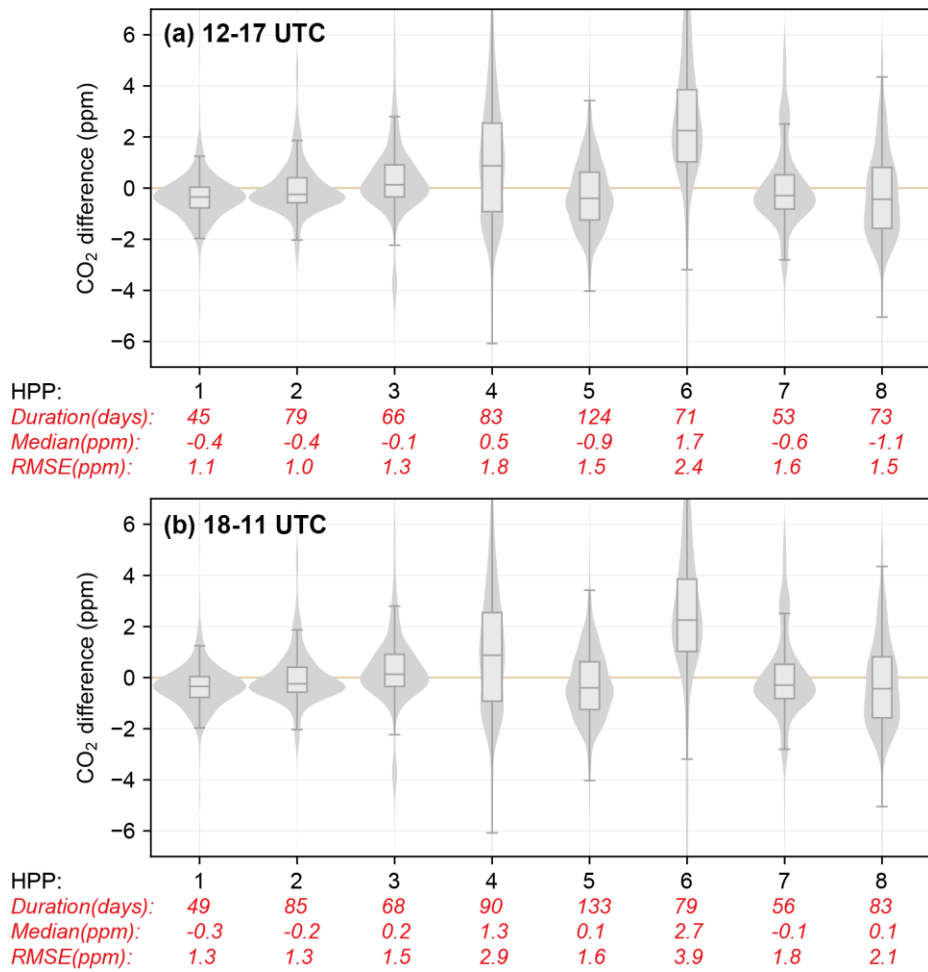 (a) 12-17 UTC
CO₂ difference (ppm)
6
4
2
0
−2
−4
−6
HPP: 1 2 3 4 5 6 7 8
Duration(days): 45 79 66 83 124 71 53 73
Median(ppm): -0.4 -0.4 -0.1 0.5 -0.9 1.7 -0.6 -1.1
RMSE(ppm): 1.1 1.0 1.3 1.8 1.5 2.4 1.6 1.5
(b) 18-11 UTC
CO₂ difference (ppm)
6
4
2
0
−2
−4
−6
HPP: 1 2 3 4 5 6 7 8
Duration(days): 49 85 68 90 133 79 56 83
Median(ppm): -0.3 -0.2 0.2 1.3 0.1 2.7 -0.1 0.1
RMSE(ppm): 1.3 1.3 1.5 2.9 1.6 3.9 1.8 2.1